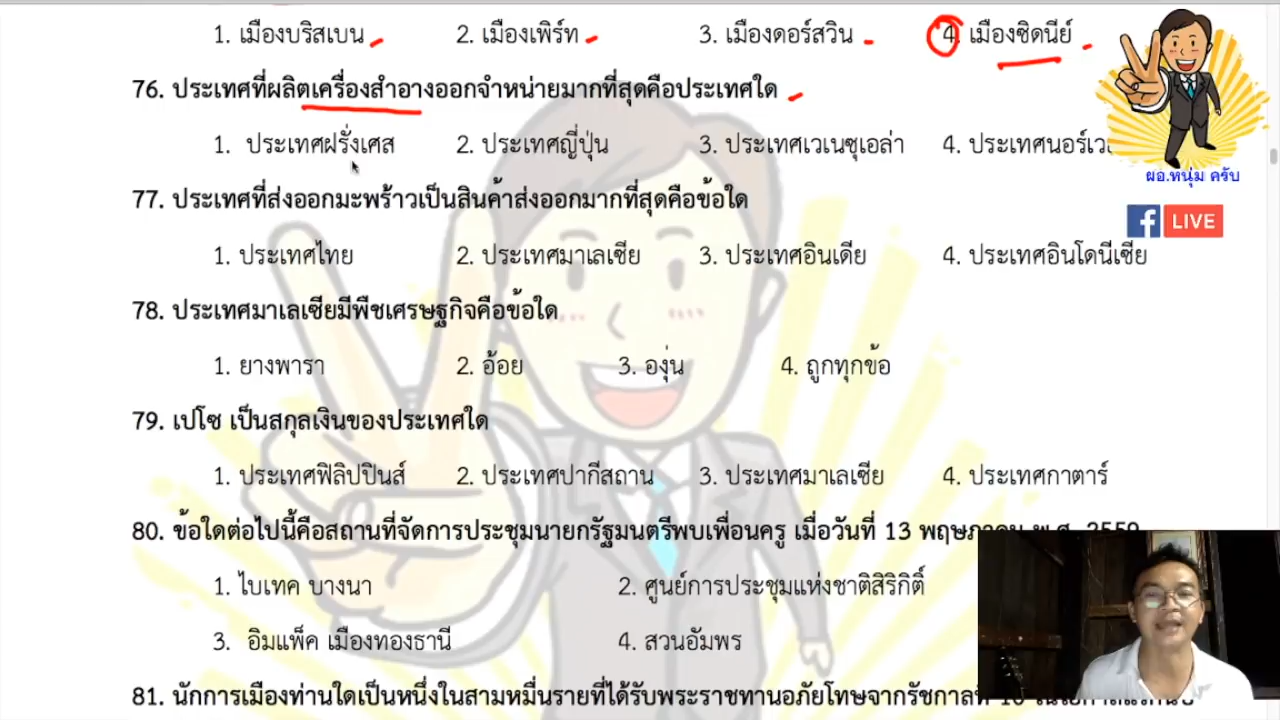 1. เมืองบริสเบน 2. เมืองเพิร์ท 3. เมืองดอร์สวิน 4. เมืองซิดนีย์
76. ประเทศที่ผลิตเครื่องสำอางออกจำหน่ายมากที่สุดคือประเทศใด
1. ประเทศฝรั่งเศส 2. ประเทศญี่ปุ่น 3. ประเทศเวเนซุเอล่า 4.
ผอ.หนุ่ม ครับ
77. ประเทศที่ส่งออกมะพร้าวเป็นสินค้าส่งออกมากที่สุดคือข้อใด
f LIVE
1. ประเทศไทย 2. ประเทศมาเลเซีย 3. ประเทศอินเดีย 4. ประเทศอินโดนีเซีย
78. ประเทศมาเลเซียมีพืชเศรษฐกิจคือข้อใด
1. ยางพารา 2. อ้อย 3. องุ่น 4. ถูกทุกข้อ
79. เปโซ เป็นสกุลเงินของประเทศใด
1. ประเทศฟิลิปปินส์ 2. ประเทศปากีสถาน 3. ประเทศมาเลเซีย 4. ประเทศกาตาร์
80. ข้อใดต่อไปนี้คือสถานที่จัดการประชุมนายกรัฐมนตรีพบเพื่อนครู เมื่อวันที่ 13
1. ไบเทค บางนา 2. ศูนย์การประชุมแห่งชาติสิริกิติ์
3. อิมแพ็ค เมืองทองธานี 4. สวนอัมพร
81. นักการเมืองท่านใดเป็นหนึ่งในสามหมื่นรายที่ได้รับพระราชทานอภัยโทษจากรัชกาลที่